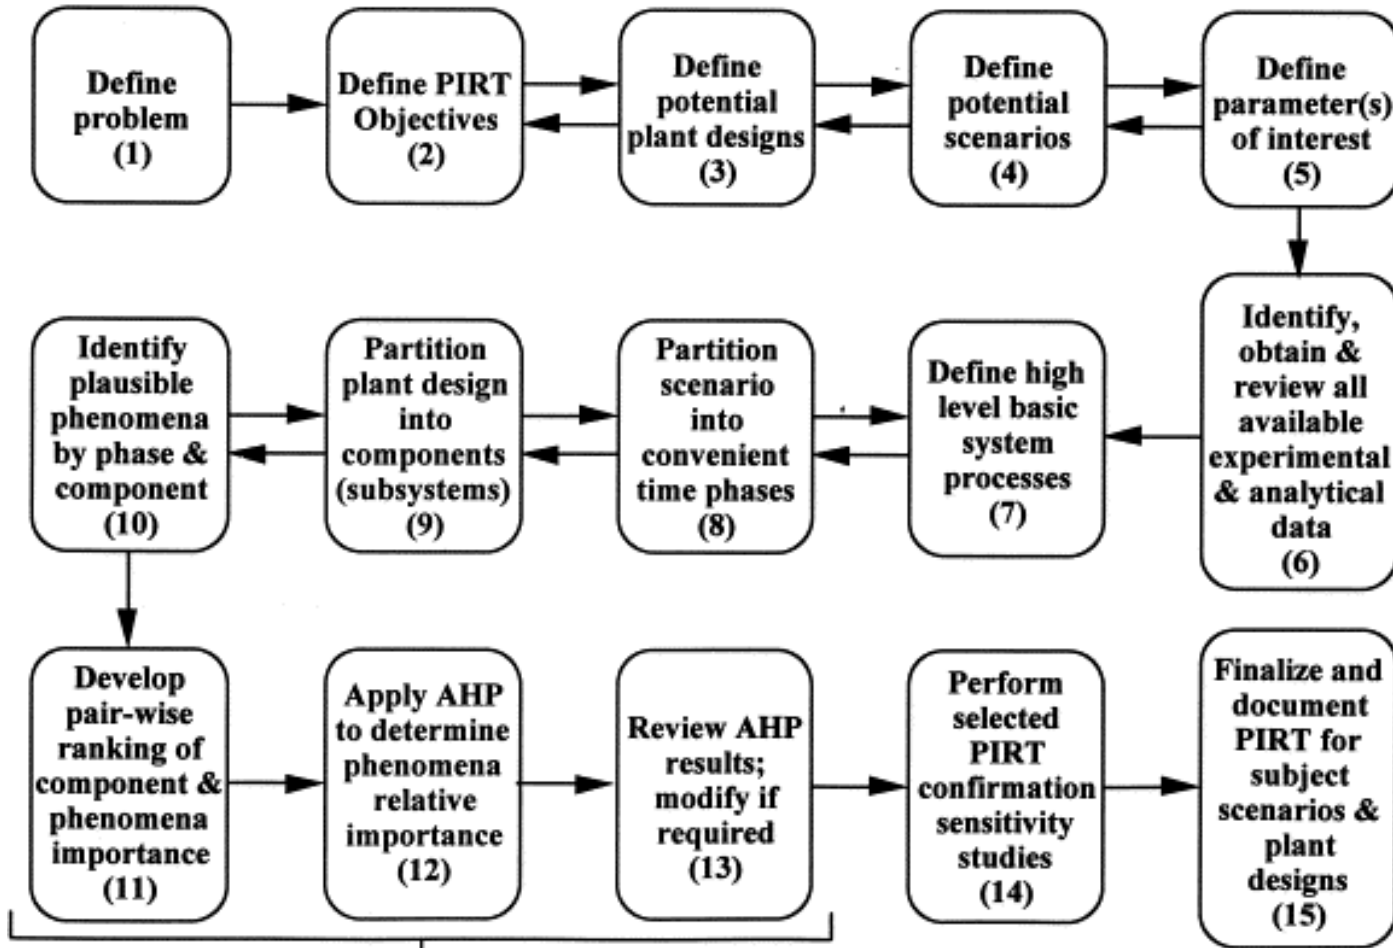 Define
problem
(1)
Define PIRT
Objectives
(2)
Define
potential
plant designs
(3)
Define
potential
scenarios
(4)
Define
parameter(s)
of interest
(5)
Identify,
obtain &
review all
available
experimental
& analytical
data
(6)
Define high
level basic
system
processes
(7)
Partition
scenario
into
convenient
time phases
(8)
Partition
plant design
into
components
(subsystems)
(9)
Identify
plausible
phenomena
by phase &
component
(10)
Develop
pair-wise
ranking of
component &
phenomena
importance
(11)
Apply AHP
to determine
phenomena
relative
importance
(12)
Review AHP
results;
modify if
required
(13)
Perform
selected
PIRT
confirmation
sensitivity
studies
(14)
Finalize and
document
PIRT for
subject
scenarios &
plant
designs
(15)